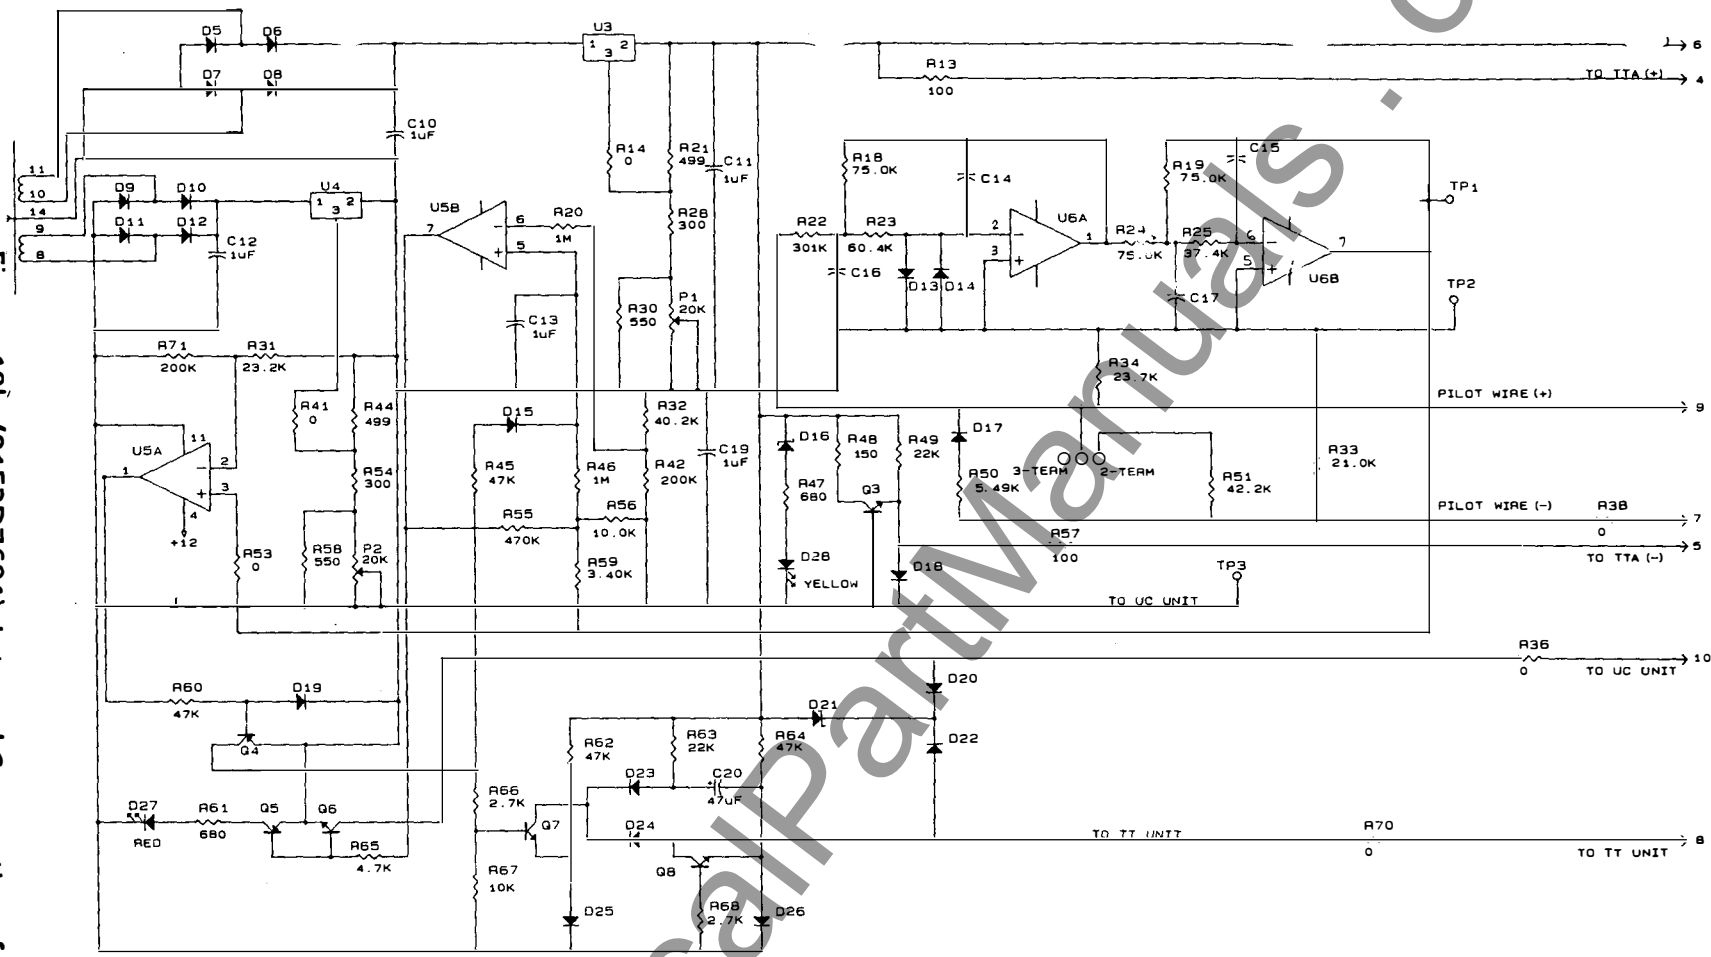 D5 D6
U3
1 2
3
6
D7 D8
R13
100
TO TTA (+) 4
C10
1uF
R14
0
R21
499
C11
1uF
R18
75.0K
C14
R19
75.0K
C15
TP1
11
10
14
9
8
D9 D10
U4
1 2
3
D11 D12
C12
1uF
U5B
7
6
5
R20
1M
R28
300
R22
301K
R23
60.4K
2
3
U6A
1
R24
R25
37.4K
6
5
7
U6B
C16
D13 D14
C17
TP2
C13
1uF
R30
550
P1
20K
R71
200K
R31
23.2K
R34
23.7K
PILOT WIRE (+) 9
R41
0
R44
499
D15
R32
40.2K
D16
R48
150
R49
22K
D17
U5A
11
1
2
3
4
+12
R54
300
R45
47K
R46
1M
R42
200K
C19
1uF
R47
680
Q3
R50
5.49K
3-TERM 2-TERM
R51
42.2K
R33
21.0K
R55
470K
R56
10.0K
PILOT WIRE (-) R38
0
7
R53
0
R58
550
P2
20K
R59
3.40K
D28
YELLOW
D18
R57
100
TO TTA (-) 5
TP3
TO UC UNIT
R36
0
TO UC UNIT 10
R60
47K
D19
D20
D21
Q4
R62
47K
R63
22K
R64
47K
D22
D23
C20
47uF
R66
2.7K
D27
RED
R61
680
Q5 Q6
Q7
D24
TO TT UNIT
R70
0
TO TT UNIT 8
R65
4.7K
R67
10K
Q8
R68
2.7K
D25
D26
CalPartManuals . c